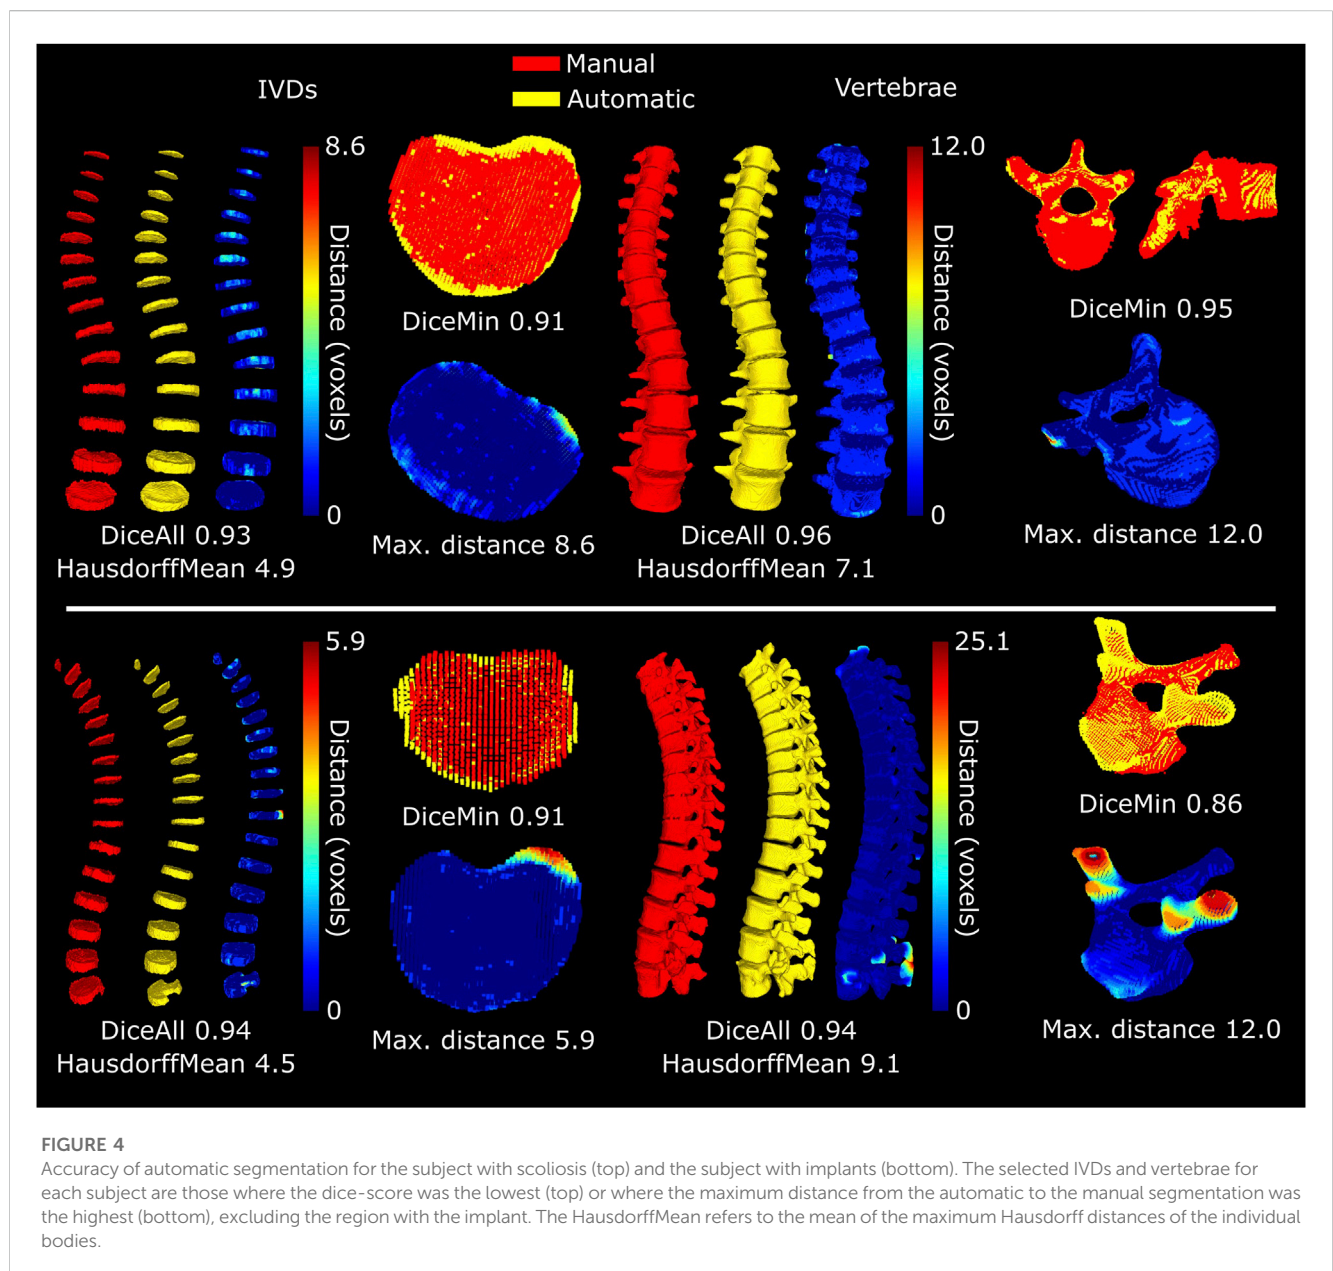 IVDs
Manual
Automatic
Vertebrae
8.6
Distance (voxels)
0
DiceAll 0.93
HausdorffMean 4.9
DiceMin 0.91
Max. distance 8.6
12.0
Distance (voxels)
0
DiceAll 0.96
HausdorffMean 7.1
DiceMin 0.95
Max. distance 12.0
5.9
Distance (voxels)
0
DiceAll 0.94
HausdorffMean 4.5
DiceMin 0.91
Max. distance 5.9
25.1
Distance (voxels)
0
DiceAll 0.94
HausdorffMean 9.1
DiceMin 0.86
Max. distance 12.0
FIGURE 4
Accuracy of automatic segmentation for the subject with scoliosis (top) and the subject with implants (bottom). The selected IVDs and vertebrae for
each subject are those where the dice-score was the lowest (top) or where the maximum distance from the automatic to the manual segmentation was
the highest (bottom), excluding the region with the implant. The HausdorffMean refers to the mean of the maximum Hausdorff distances of the individual
bodies.